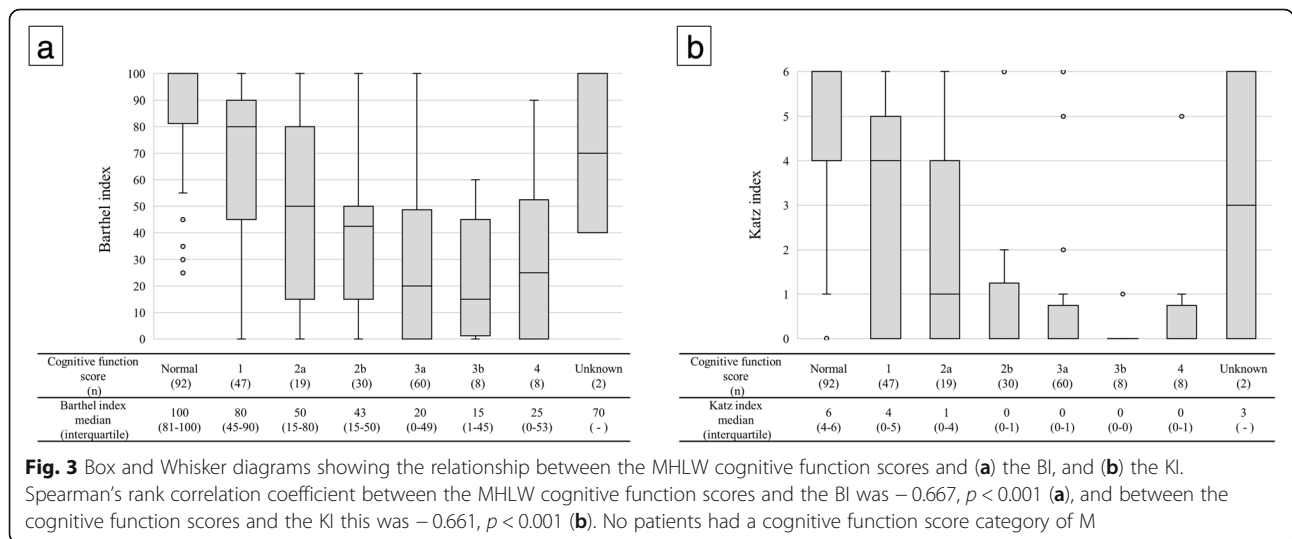 a
Barthel index
100
90
80
70
60
50
40
30
20
10
0
Cognitive function score (n) Normal (92) 1 (47) 2a (19) 2b (30) 3a (60) 3b (8) 4 (8) Unknown (2)
Barthel index median (interquartile) 100 (81-100) 80 (45-90) 50 (15-80) 43 (15-50) 20 (0-49) 15 (1-45) 25 (0-53) 70 (-)
b
Katz index
6
5
4
3
2
1
0
Cognitive function score (n) Normal (92) 1 (47) 2a (19) 2b (30) 3a (60) 3b (8) 4 (8) Unknown (2)
Katz index median (interquartile) 6 (4-6) 4 (0-5) 1 (0-4) 0 (0-1) 0 (0-1) 0 (0-0) 0 (0-1) 3 (-)
Fig. 3 Box and Whisker diagrams showing the relationship between the MHLW cognitive function scores and (a) the BI, and (b) the KI.
Spearman's rank correlation coefficient between the MHLW cognitive function scores and the BI was − 0.667, p < 0.001 (a), and between the
cognitive function scores and the KI this was − 0.661, p < 0.001 (b). No patients had a cognitive function score category of M